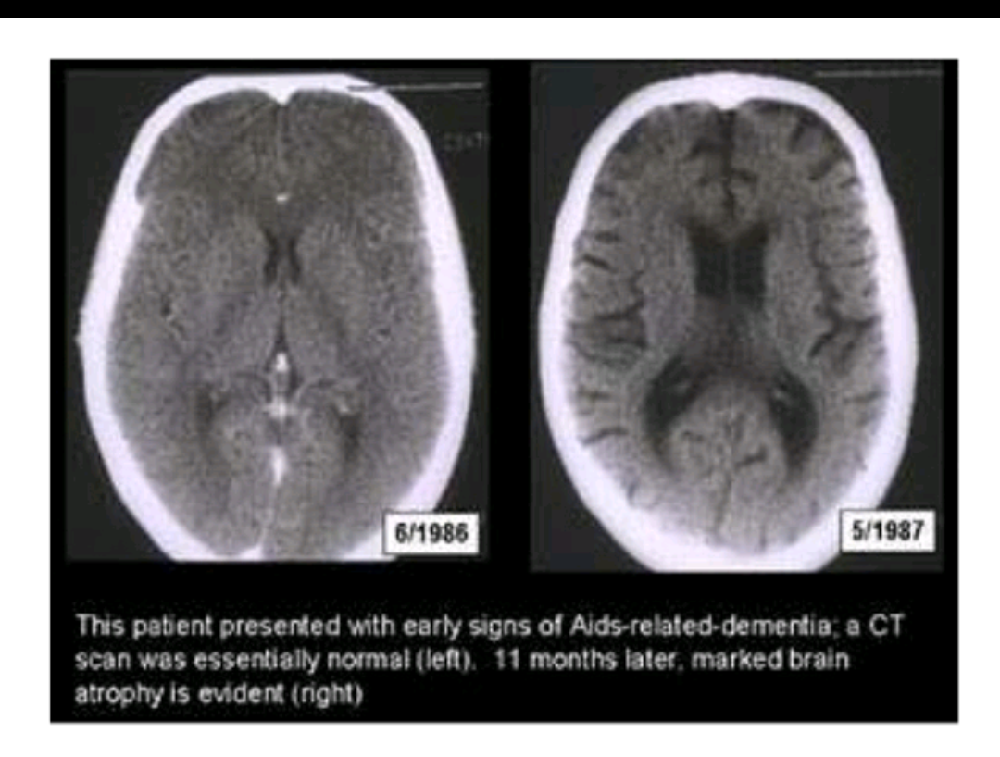 6/1986
5/1987
This patient presented with early signs of Aids-related-dementia; a CT
scan was essentially normal (left).  11 months later, marked brain
atrophy is evident (right)